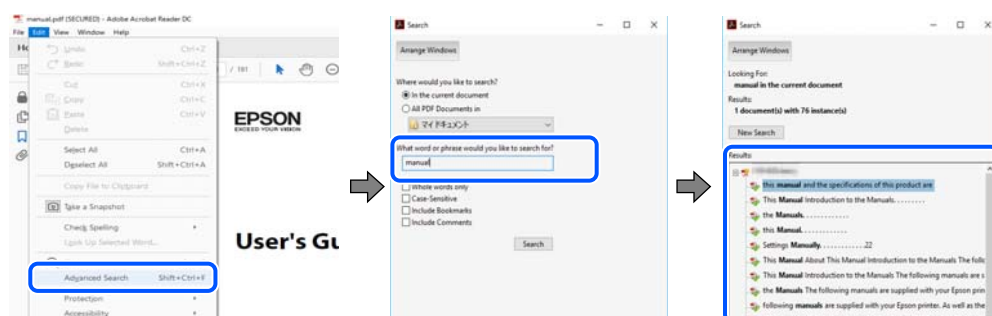 manual.pdf (SECURED) - Adobe Acrobat Reader DC
File Edit View Window Help
Undo Ctrl+Z
Redo Shift+Ctrl+Z
Cut Ctrl+X
Copy Ctrl+C
Paste Ctrl+V
Delete
Select All Ctrl+A
Deselect All Shift+Ctrl+A
Copy File to Clipboard
Take a Snapshot
Check Spelling
Look Up Selected Word...
Advanced Search Shift+Ctrl+F
Protection
Accessibility
/ 181
EPSON
EXCEED YOUR VISION
User's Gu
Search
Arrange Windows
Where would you like to search?
In the current document
All PDF Documents in
マイドキュメント
What word or phrase would you like to search for?
manual
Whole words only
Case-Sensitive
Include Bookmarks
Include Comments
Search
Search
Arrange Windows
Looking For:
manual in the current document
Results:
1 document(s) with 76 instance(s)
New Search
Results:
this manual and the specifications of this product are
This Manual Introduction to the Manuals. . . . . . . .
the Manuals. . . . . . . . . . . .
this Manual. . . . . . . . . . . .
Settings Manually. . . . . . . . . . . .22
This Manual About This Manual Introduction to the Manuals The follo
This Manual Introduction to the Manuals The following manuals are s
the Manuals The following manuals are supplied with your Epson prin
following manuals are supplied with your Epson printer. As well as the